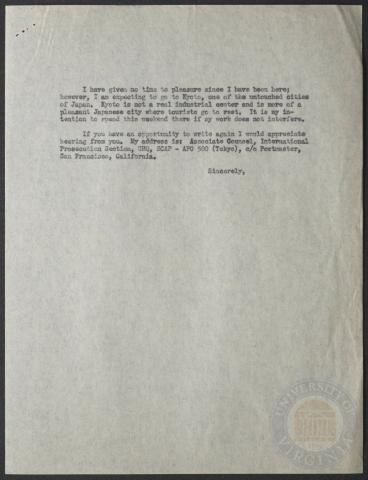 I have given no time to pleasure since I have been here;
however, I am expecting to go to Kyoto, one of the untouched cities
of Japan. Kyoto is not a real industrial center and is more of a
pleasant Japanese city where tourists go to rest. It is my in-
tention to spend this weekend there if my work does not interfere.
If you have an opportunity to write again I would appreciate
hearing from you. My address is: Associate Counsel, International
Prosecution Section, GHQ, SCAP - APO 500 (Tokyo), c/o Postmaster,
San Francisco, California.
Sincerely,
UNIVERSITY OF
VIRGINIA